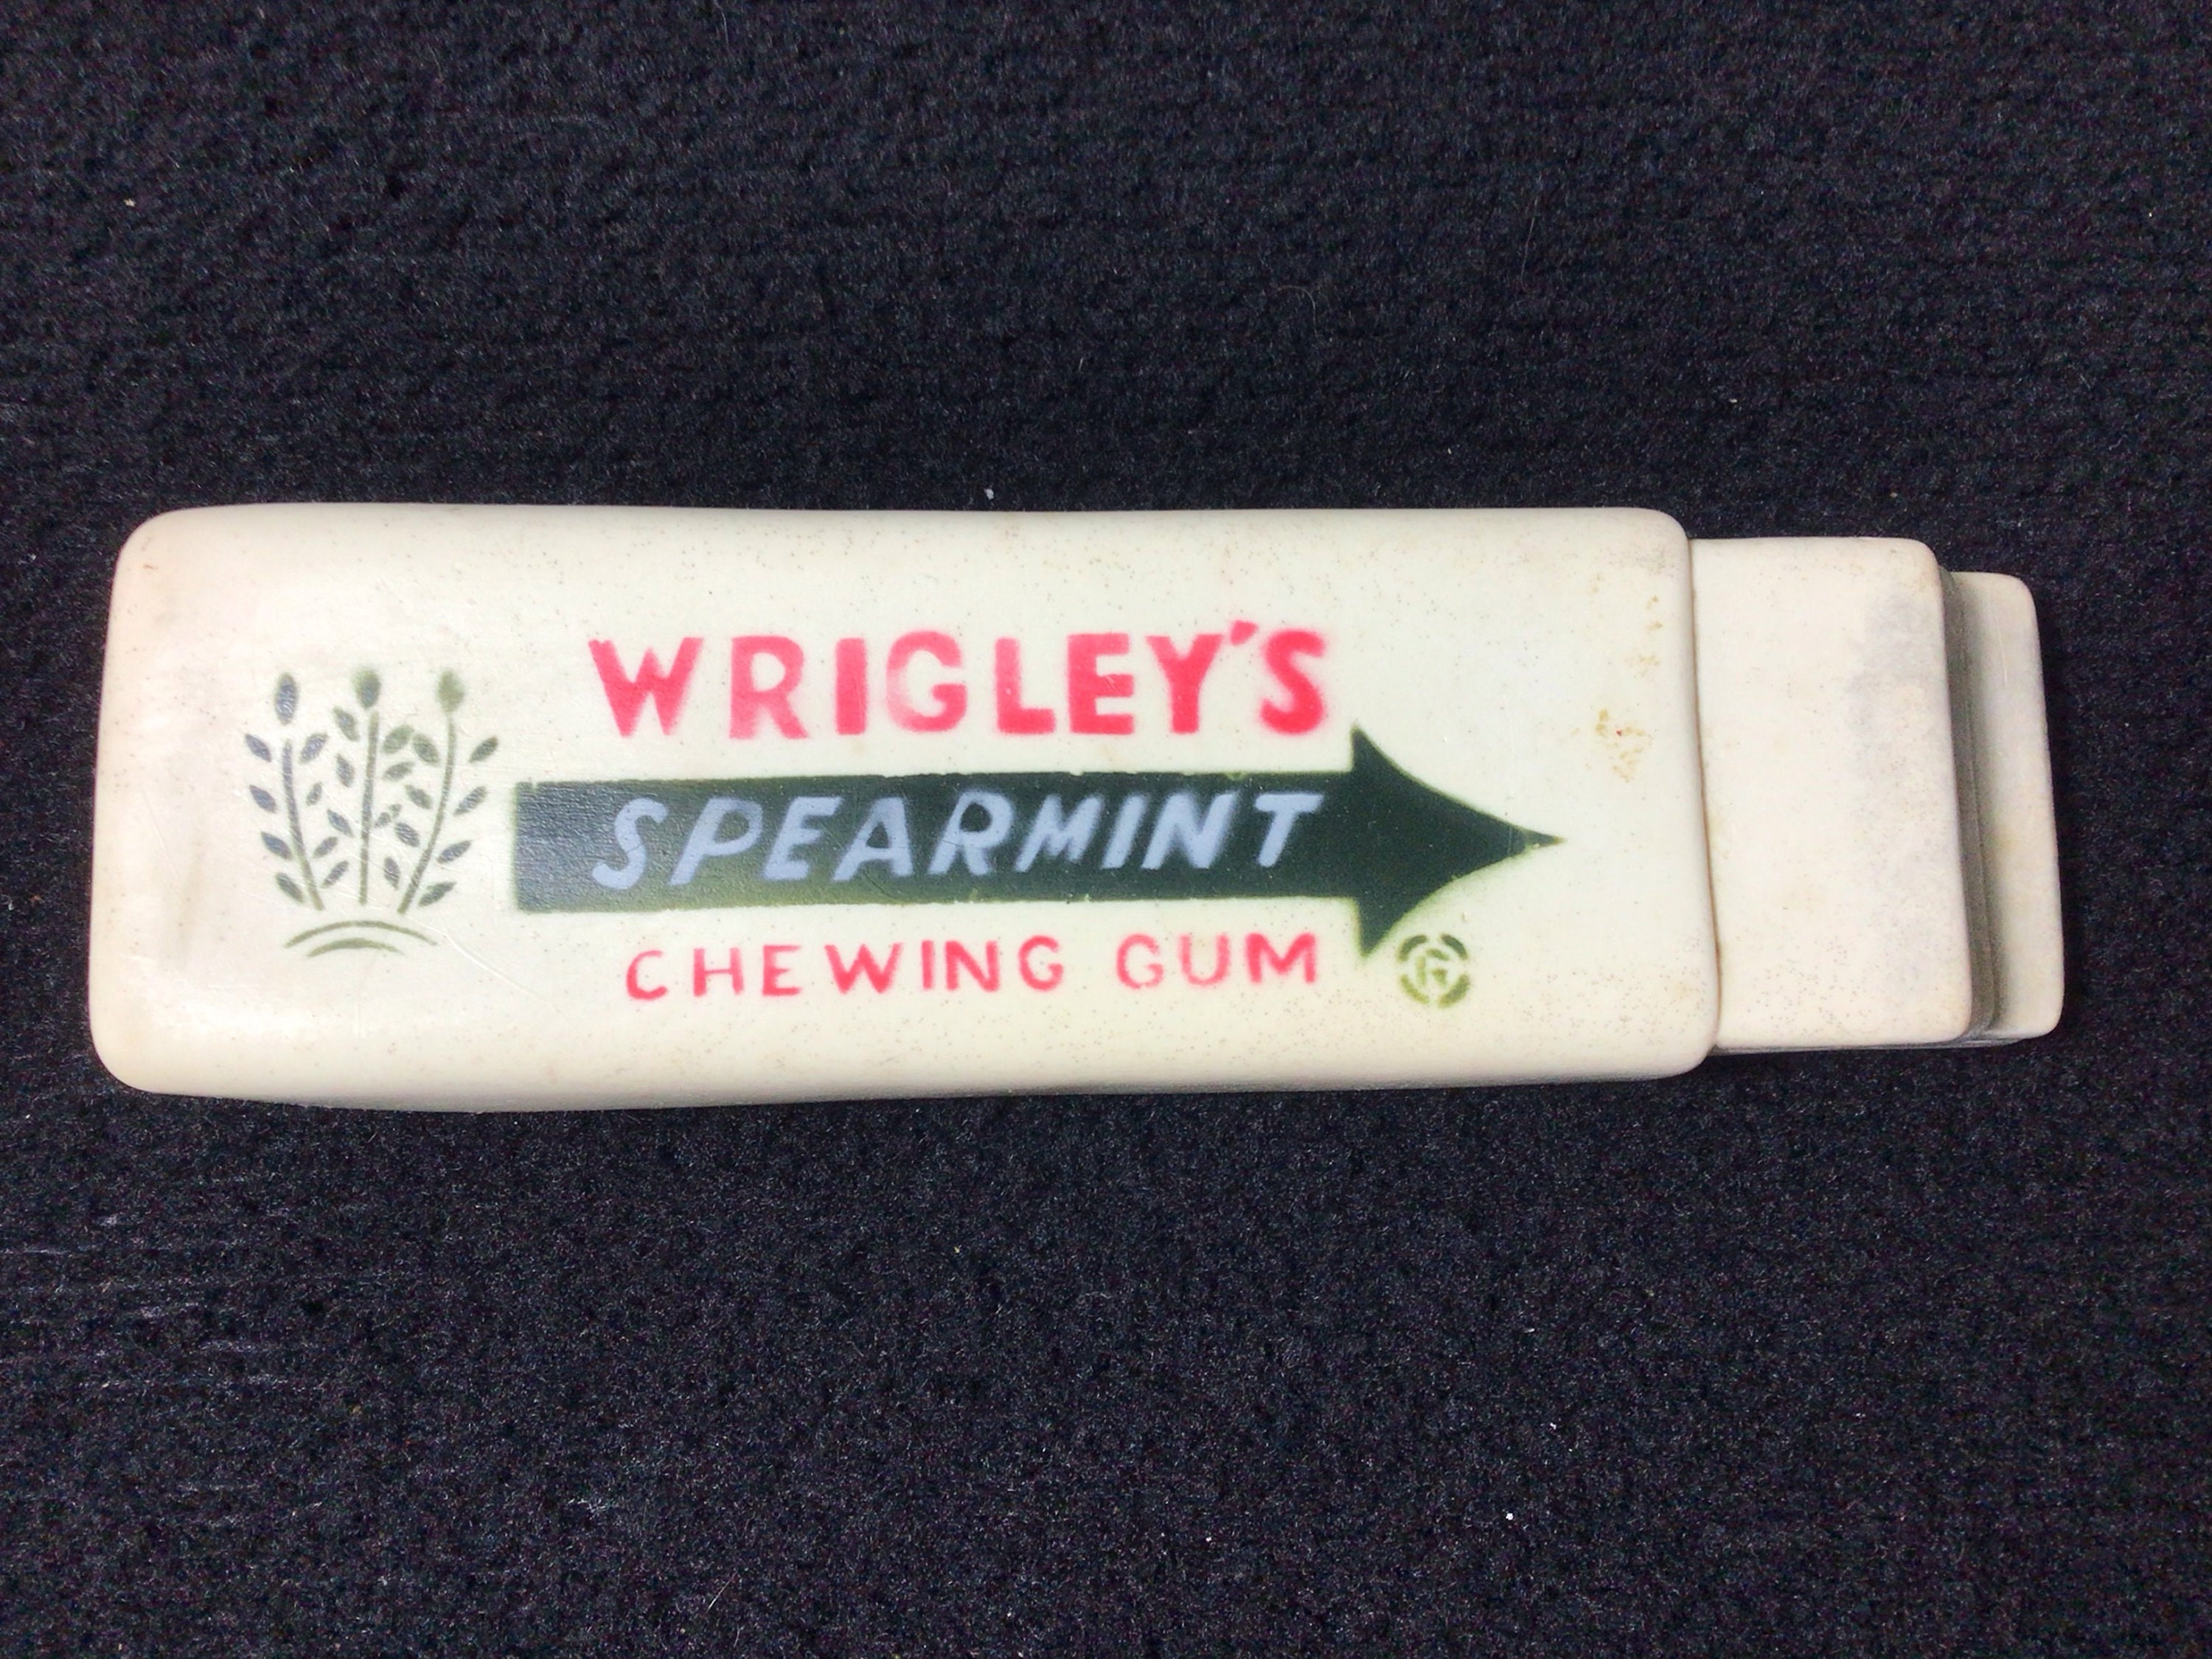 WRIGLEY'S
SPEARMINT
CHEWING GUM ®